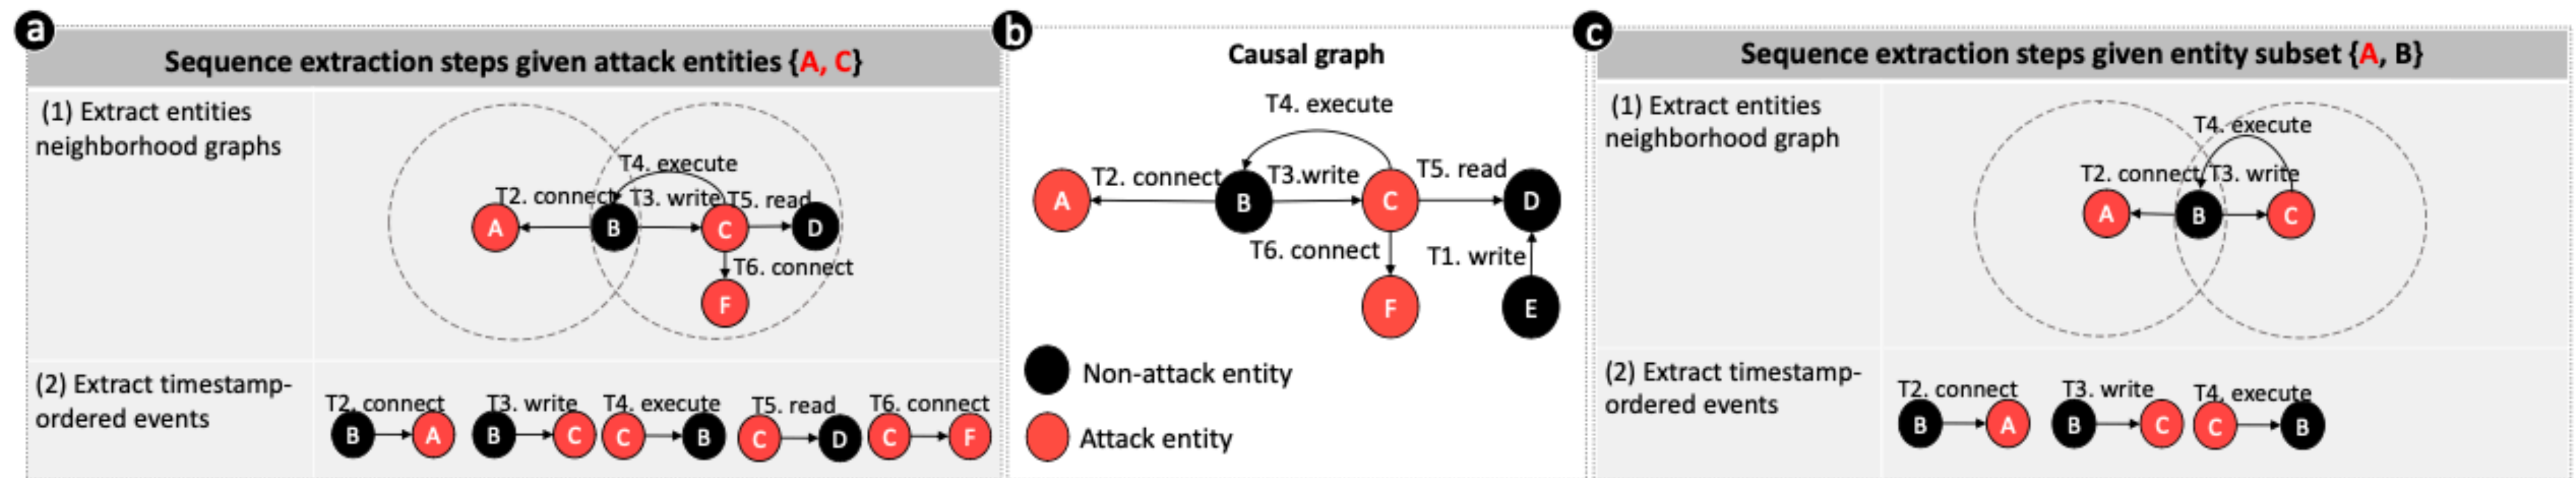 a
Sequence extraction steps given attack entities {A, C}
(1) Extract entities
neighborhood graphs
T4. execute
T2. connect
T3. write
T5. read
A
B
C
D
T6. connect
F
(2) Extract timestamp-
ordered events
T2. connect
T3. write
T4. execute
T5. read
T6. connect
B
A
B
C
C
B
C
D
C
F
b
Causal graph
T4. execute
T2. connect
T3.write
T5. read
A
B
C
D
T6. connect
T1. write
F
E
Non-attack entity
Attack entity
c
Sequence extraction steps given entity subset {A, B}
(1) Extract entities
neighborhood graph
T4. execute
T2. connect
T3. write
A
B
C
(2) Extract timestamp-
ordered events
T2. connect
T3. write
T4. execute
B
A
B
C
C
B